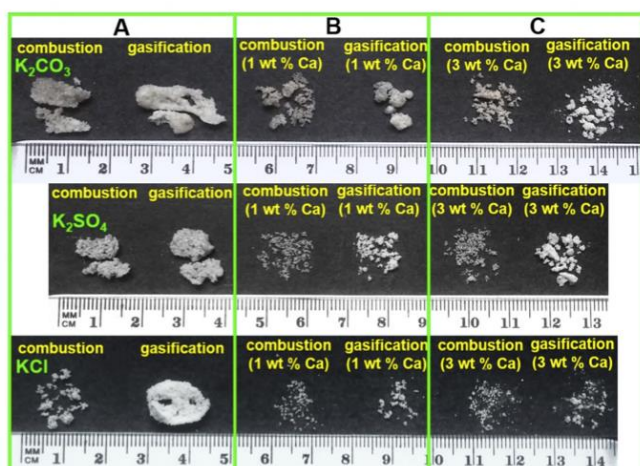 A B C
combustion gasification
K₂CO₃
combustion gasification
(1 wt % Ca) (1 wt % Ca)
combustion gasification
(3 wt % Ca) (3 wt % Ca)
MM
CM 1 2 3 4 5 6 7 8 9 10 11 12 13 14 1
K₂SO₄
combustion gasification
combustion gasification
(1 wt % Ca) (1 wt % Ca)
combustion gasification
(3 wt % Ca) (3 wt % Ca)
MM
CM 1 2 3 4 5 6 7 8 9 10 11 12 13
combustion gasification
KCl
combustion gasification
(1 wt % Ca) (1 wt % Ca)
combustion gasification
(3 wt % Ca) (3 wt % Ca)
MM
CM 1 2 3 4 5 6 7 8 9 10 11 12 13 14